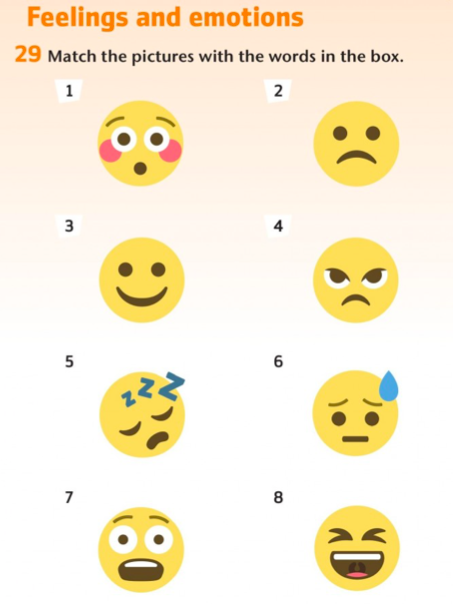 Feelings and emotions
29 Match the pictures with the words in the box.
1
2
3
4
5
z z Z
6
7
8